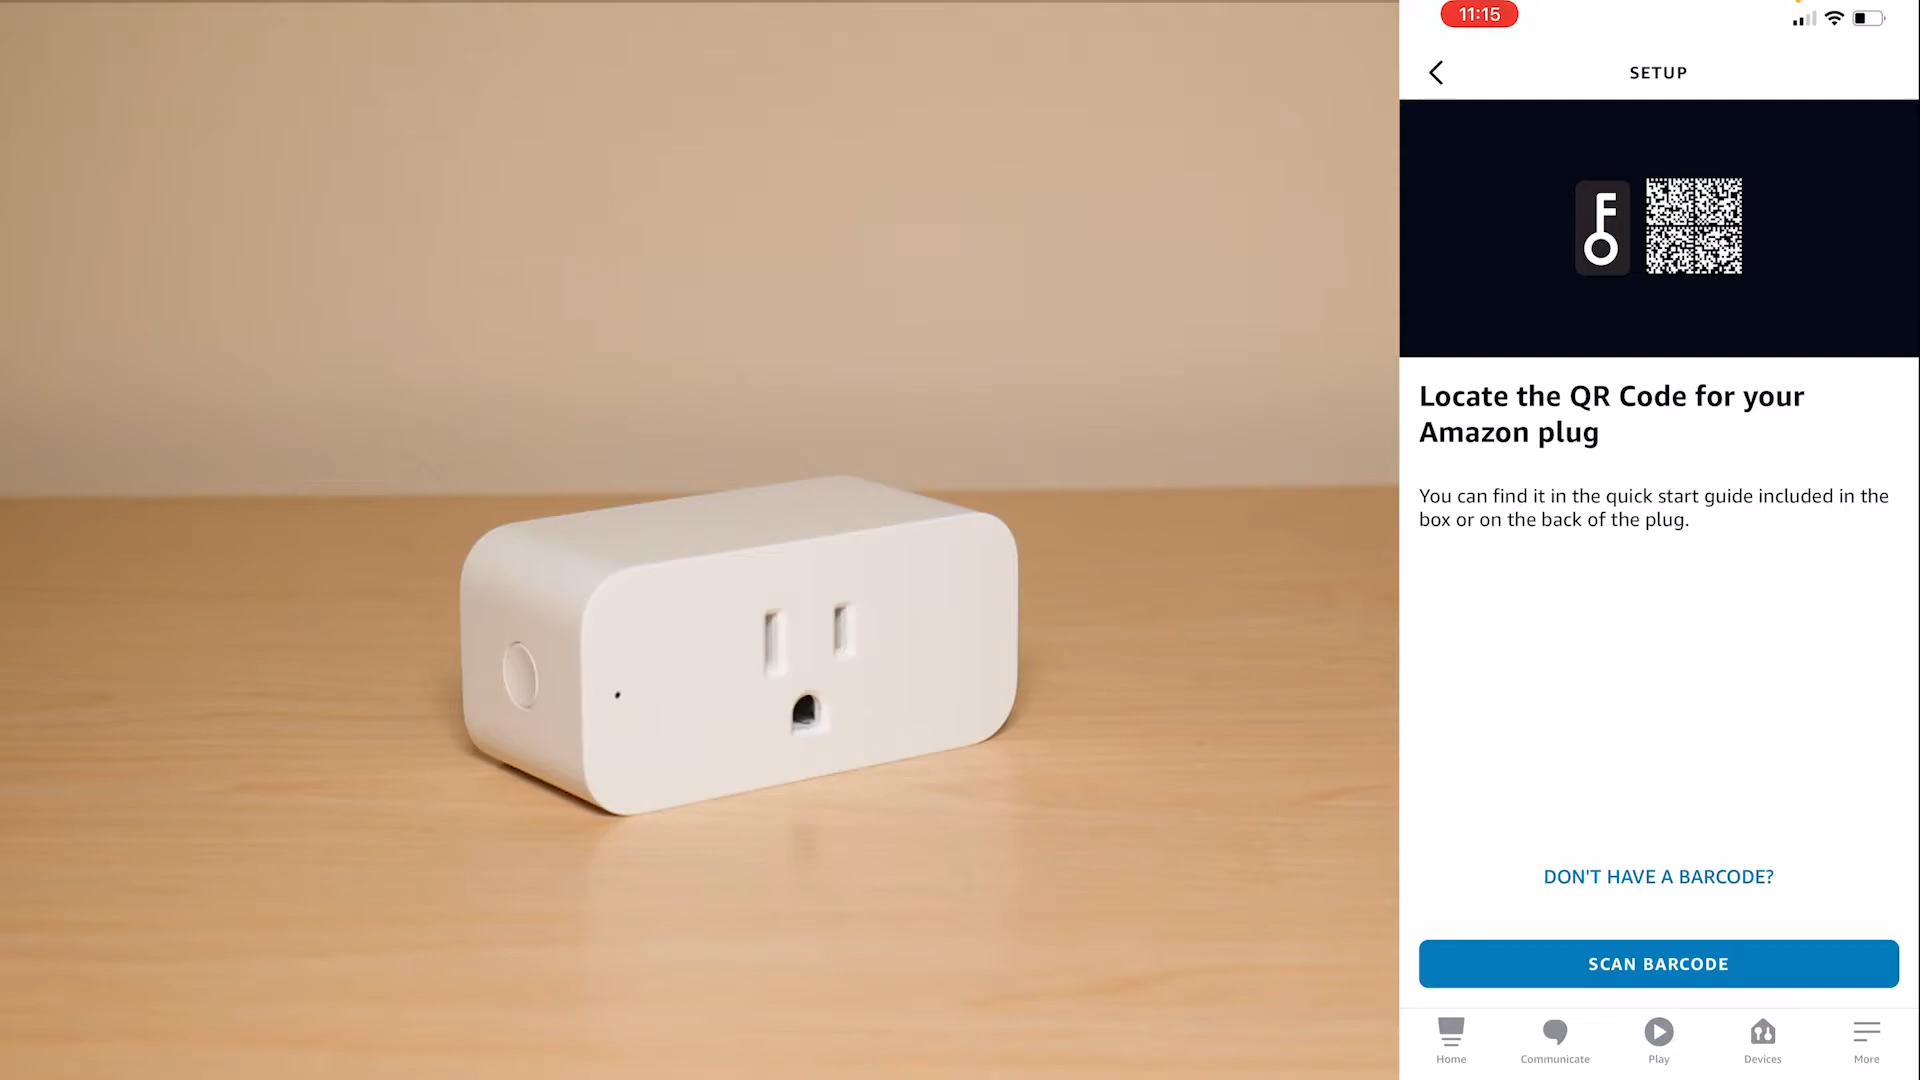 11:15
SETUP
Locate the QR Code for your
Amazon plug
You can find it in the quick start guide included in the
box or on the back of the plug.
DON'T HAVE A BARCODE?
SCAN BARCODE
Home
Communicate
Play
Devices
More